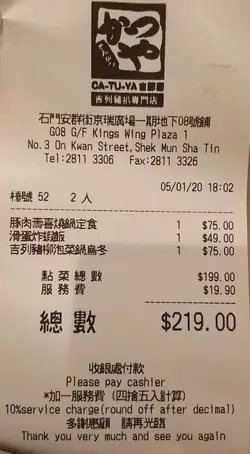 かつや
CA-TU-YA 吉豚屋
吉列豬扒專門店
石門安群街京瑞廣場一期地下08號鋪
G08 G/F Kings Wing Plaza 1
No.3 On Kwan Street,Shek Mun Sha Tin
Tel:2811 3306 Fax:2811 3326
05/01/20 18:02
檯號 52 2 人
豚肉壽喜燒鍋定食 1 $75.00
滑蛋炸蝦飯 1 $49.00
吉列豬柳泡菜鍋烏冬 1 $75.00
點菜總數 $199.00
服務費 $19.90
總數 $219.00
收銀處付款
Please pay cashier
*加一服務費 (四捨五入計算)
10%service charge(round off after decimal)
多謝惠顧 請再光臨
Thank you very much and see you again